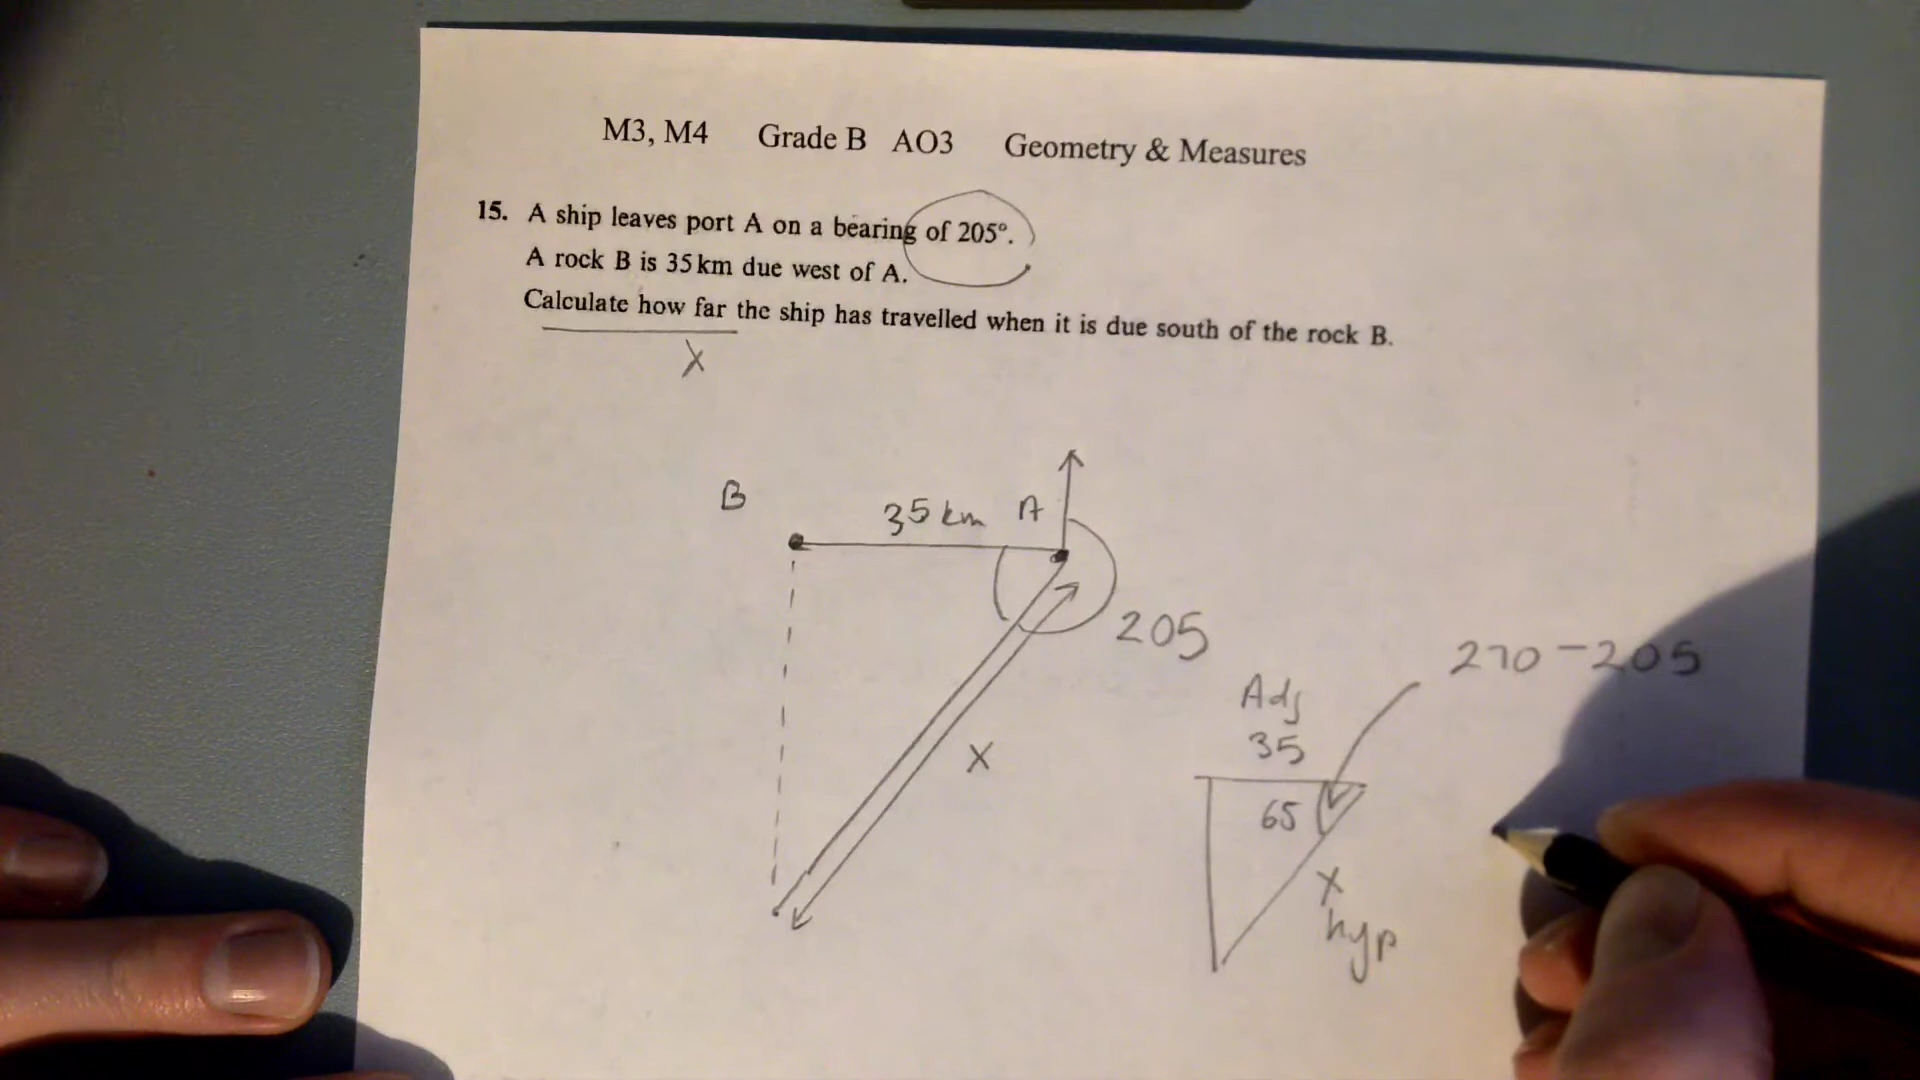 M3, M4 Grade B AO3 Geometry & Measures
15. A ship leaves port A on a bearing of 205°.
A rock B is 35 km due west of A.
Calculate how far the ship has travelled when it is due south of the rock B.
X
B 35 km A
205
270 - 205
Adj
35
X
65
X
hyp